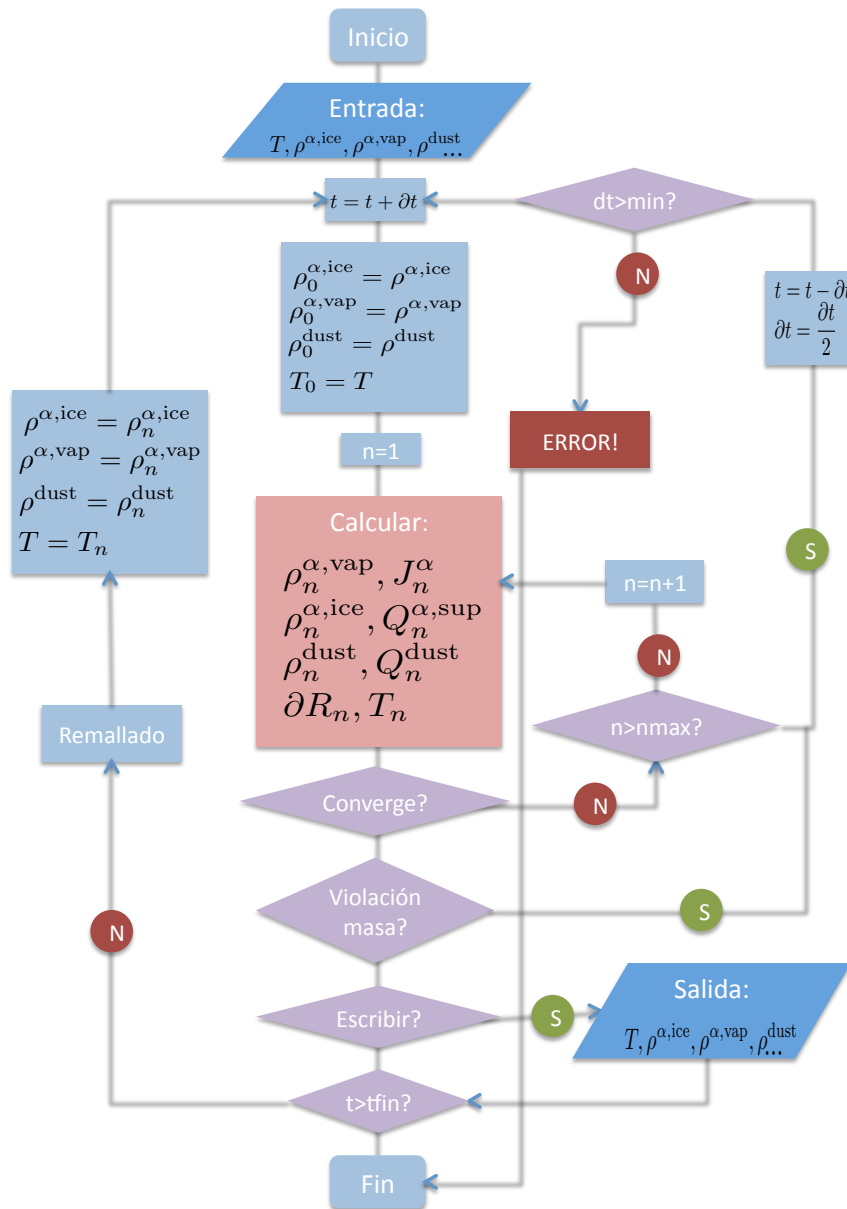 Inicio
Entrada:
T, ρ^{α,ice}, ρ^{α,vap}, ρ^{dust}...
t = t + ∂t
dt>min?
N
ρ_0^{α,ice} = ρ^{α,ice}
ρ_0^{α,vap} = ρ^{α,vap}
ρ_0^{dust} = ρ^{dust}
T_0 = T
t = t − ∂t
∂t = ∂t/2
ERROR!
n=1
ρ^{α,ice} = ρ_n^{α,ice}
ρ^{α,vap} = ρ_n^{α,vap}
ρ^{dust} = ρ_n^{dust}
T = T_n
Calcular:
ρ_n^{α,vap}, J_n^α
ρ_n^{α,ice}, Q_n^{α,sup}
ρ_n^{dust}, Q_n^{dust}
∂R_n, T_n
S
n=n+1
N
n>nmax?
Remallado
Converge?
N
Violación
masa?
S
N
Escribir?
S
Salida:
T, ρ^{α,ice}, ρ^{α,vap}, ρ^{dust}...
t>tfin?
Fin